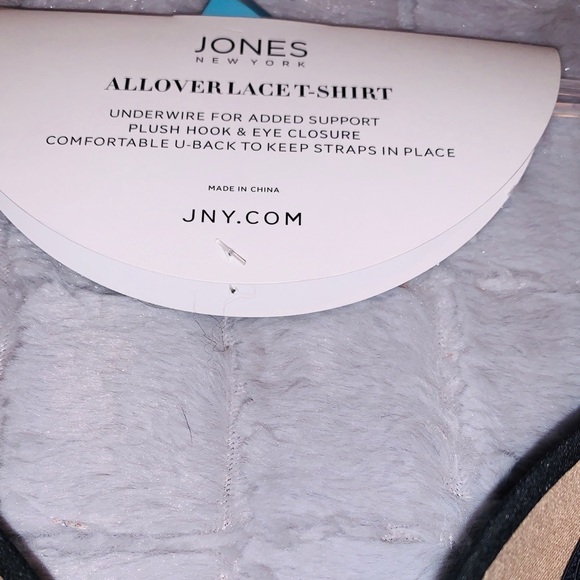 JONES
NEW YORK
ALLOVER LACE T-SHIRT
UNDERWIRE FOR ADDED SUPPORT
PLUSH HOOK & EYE CLOSURE
COMFORTABLE U-BACK TO KEEP STRAPS IN PLACE
MADE IN CHINA
JNY.COM